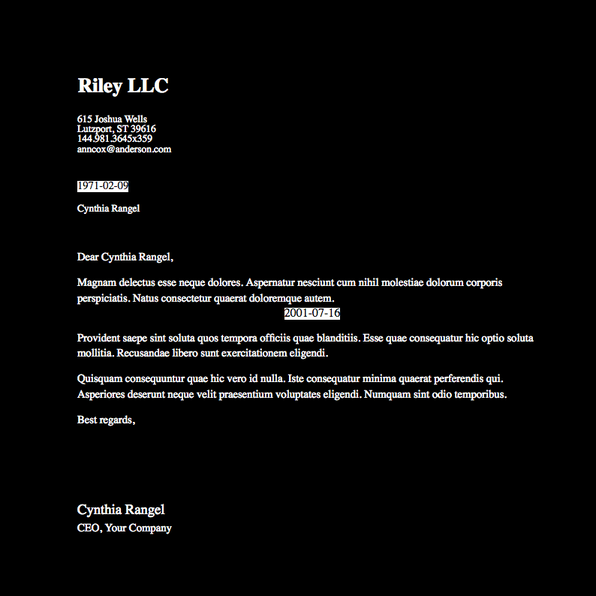 Riley LLC
615 Joshua Wells
Lutzport, ST 39616
144.981.3645x359
anncox@anderson.com
1971-02-09
Cynthia Rangel
Dear Cynthia Rangel,
Magnam delectus esse neque dolores. Aspernatur nesciunt cum nihil molestiae dolorum corporis
perspiciatis. Natus consectetur quaerat doloremque autem.
2001-07-16
Provident saepe sint soluta quos tempora officiis quae blanditiis. Esse quae consequatur hic optio soluta
mollitia. Recusandae libero sunt exercitationem eligendi.
Quisquam consequuntur quae hic vero id nulla. Iste consequatur minima quaerat perferendis qui.
Asperiores deserunt neque velit praesentium voluptates eligendi. Numquam sint odio temporibus.
Best regards,
Cynthia Rangel
CEO, Your Company